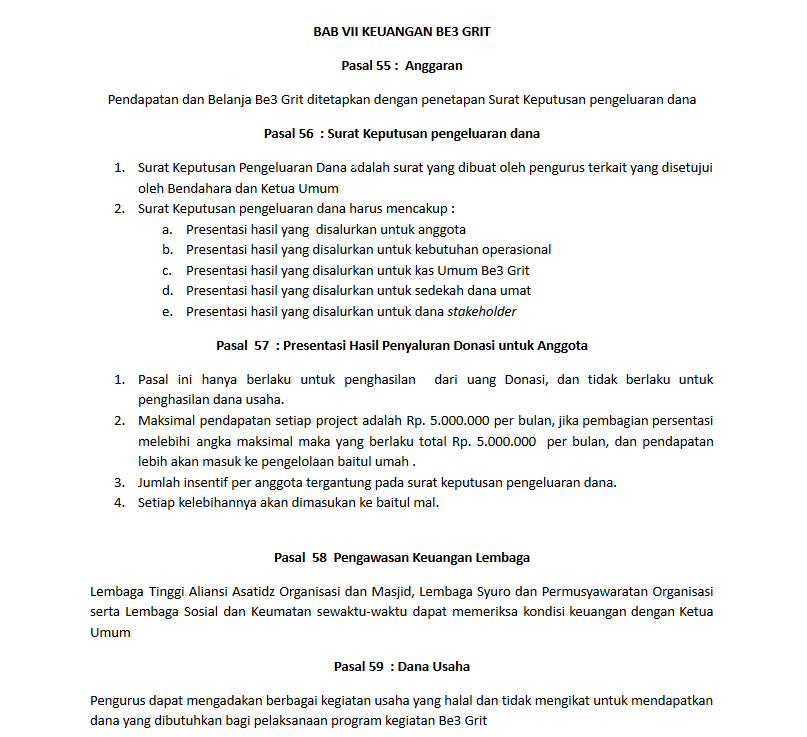 BAB VII KEUANGAN BE3 GRIT
Pasal 55 : Anggaran
Pendapatan dan Belanja Be3 Grit ditetapkan dengan penetapan Surat Keputusan pengeluaran dana
Pasal 56 : Surat Keputusan pengeluaran dana
1. Surat Keputusan Pengeluaran Dana adalah surat yang dibuat oleh pengurus terkait yang disetujui
oleh Bendahara dan Ketua Umum
2. Surat Keputusan pengeluaran dana harus mencakup :
a. Presentasi hasil yang disalurkan untuk anggota
b. Presentasi hasil yang disalurkan untuk kebutuhan operasional
c. Presentasi hasil yang disalurkan untuk kas Umum Be3 Grit
d. Presentasi hasil yang disalurkan untuk sedekah dana umat
e. Presentasi hasil yang disalurkan untuk dana stakeholder
Pasal 57 : Presentasi Hasil Penyaluran Donasi untuk Anggota
1. Pasal ini hanya berlaku untuk penghasilan dari uang Donasi, dan tidak berlaku untuk
penghasilan dana usaha.
2. Maksimal pendapatan setiap project adalah Rp. 5.000.000 per bulan, jika pembagian persentasi
melebihi angka maksimal maka yang berlaku total Rp. 5.000.000 per bulan, dan pendapatan
lebih akan masuk ke pengelolaan baitul umah .
3. Jumlah insentif per anggota tergantung pada surat keputusan pengeluaran dana.
4. Setiap kelebihannya akan dimasukan ke baitul mal.
Pasal 58 Pengawasan Keuangan Lembaga
Lembaga Tinggi Aliansi Asatidz Organisasi dan Masjid, Lembaga Syuro dan Permusyawaratan Organisasi
serta Lembaga Sosial dan Keumatan sewaktu-waktu dapat memeriksa kondisi keuangan dengan Ketua
Umum
Pasal 59 : Dana Usaha
Pengurus dapat mengadakan berbagai kegiatan usaha yang halal dan tidak mengikat untuk mendapatkan
dana yang dibutuhkan bagi pelaksanaan program kegiatan Be3 Grit